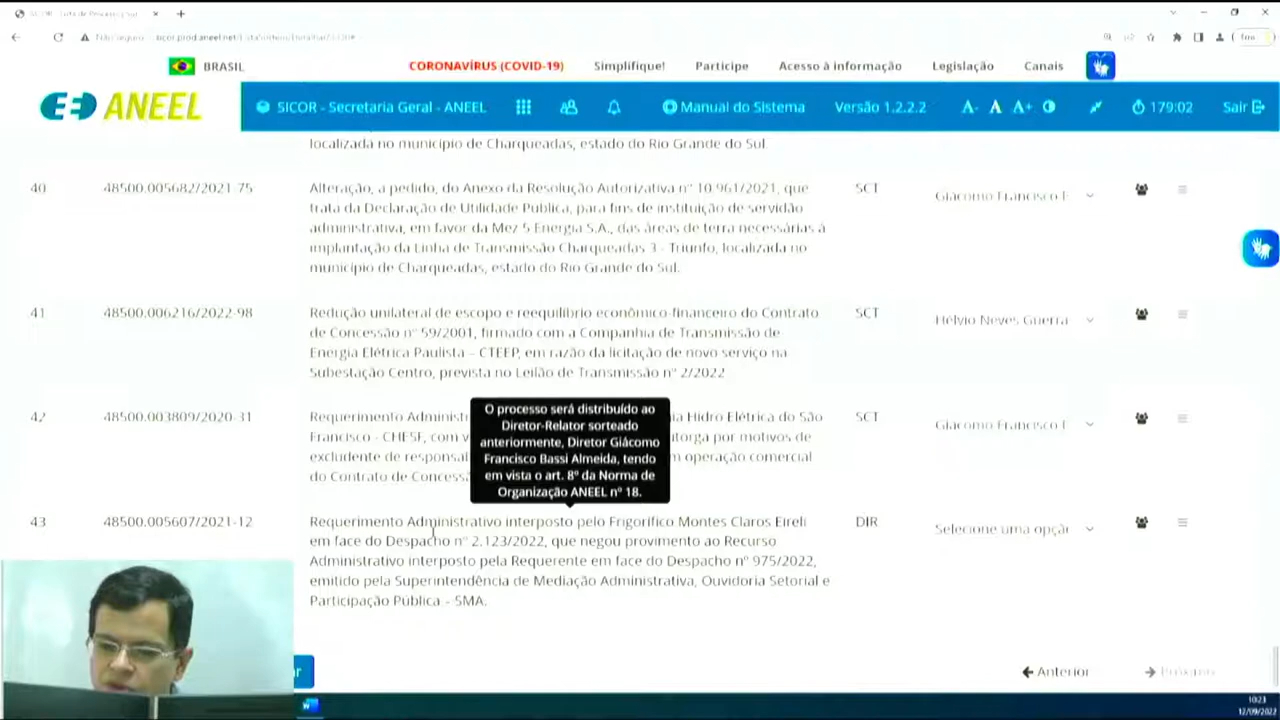 BRASIL
CORONAVÍRUS (COVID-19)
Simplifique!
Participe
Acesso à informação
Legislação
Canais
ANEEL
SICOR - Secretaria Geral - ANEEL
Manual do Sistema
Versão 1.2.2.2
A-
A
A+
179:02
Sair
localizada no município de Charqueadas, estado do Rio Grande do Sul.
40
48500.005682/2021-75
Alteração, a pedido, do Anexo da Resolução Autorizativa nº 10.961/2021, que
trata da Declaração de Utilidade Pública, para fins de instituição de servidão
administrativa, em favor da Mez 5 Energia S.A., das áreas de terra necessárias à
implantação da Linha de Transmissão Charqueadas 3 - Triunfo, localizada no
município de Charqueadas, estado do Rio Grande do Sul.
SCT
Giácomo Francisco
41
48500.006216/2022-98
Redução unilateral de escopo e reequilíbrio econômico-financeiro do Contrato
de Concessão nº 59/2001, firmado com a Companhia de Transmissão de
Energia Elétrica Paulista - CTEEP, em razão da licitação de novo serviço na
Subestação Centro, prevista no Leilão de Transmissão nº 2/2022
SCT
Hélvio Neves Guerra
42
48500.003809/2020-31
Requerimento Administ
ia Hidro Elétrica do São
Francisco - CHESF, com v
utorga por motivos de
excludente de responsa
m operação comercial
do Contrato de Concess
SCT
Giácomo Francisco
O processo será distribuído ao
Diretor-Relator sorteado
anteriormente, Diretor Giácomo
Francisco Bassi Almeida, tendo
em vista o art. 8º da Norma de
Organização ANEEL nº 18.
43
48500.005607/2021-12
Requerimento Administrativo interposto pelo Frigorífico Montes Claros Eireli
em face do Despacho nº 2.123/2022, que negou provimento ao Recurso
Administrativo interposto pela Requerente em face do Despacho nº 975/2022,
emitido pela Superintendência de Mediação Administrativa, Ouvidoria Setorial e
Participação Pública - SMA.
DIR
Selecione uma opçã
Anterior
Próximo
10:23
12/09/2022